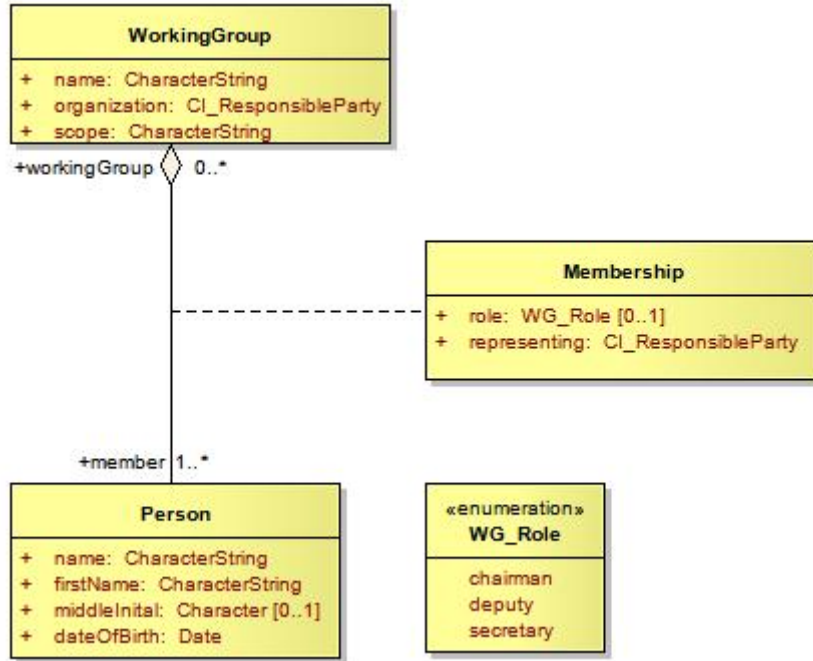 WorkingGroup
+ name: CharacterString
+ organization: CI_ResponsibleParty
+ scope: CharacterString
+workingGroup 0..*
Membership
+ role: WG_Role [0..1]
+ representing: CI_ResponsibleParty
+member 1..*
Person
+ name: CharacterString
+ firstName: CharacterString
+ middleInital: Character [0..1]
+ dateOfBirth: Date
«enumeration»
WG_Role
chairman
deputy
secretary